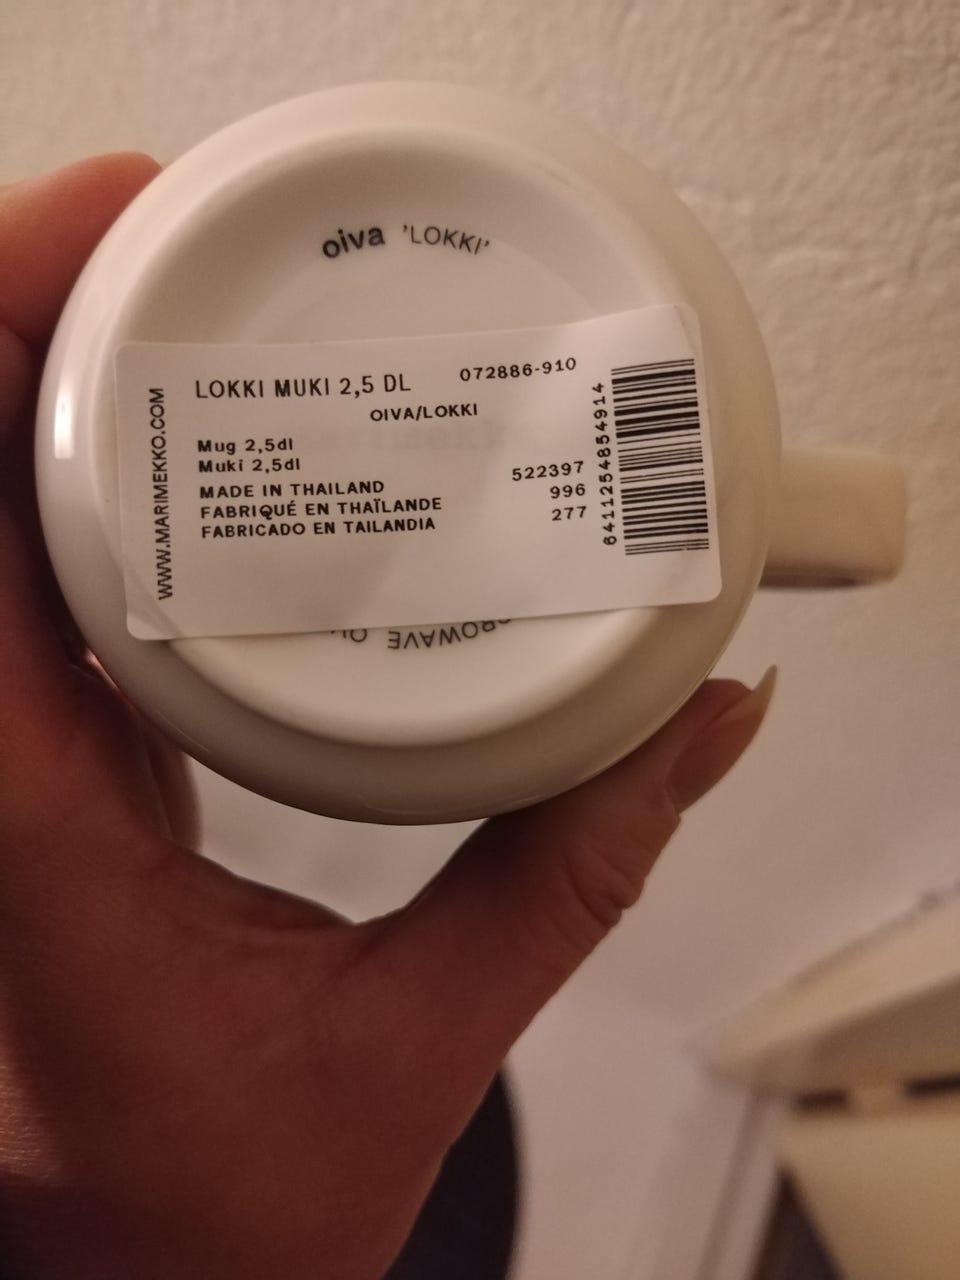 oiva 'LOKKI'
LOKKI MUKI 2,5 DL
072886-910
OIVA/LOKKI
Mug 2,5dl
Muki 2,5dl
MADE IN THAILAND
FABRIQUÉ EN THAÏLANDE
FABRICADO EN TAILANDIA
522397
996
277
6411254854914
WWW.MARIMEKKO.COM